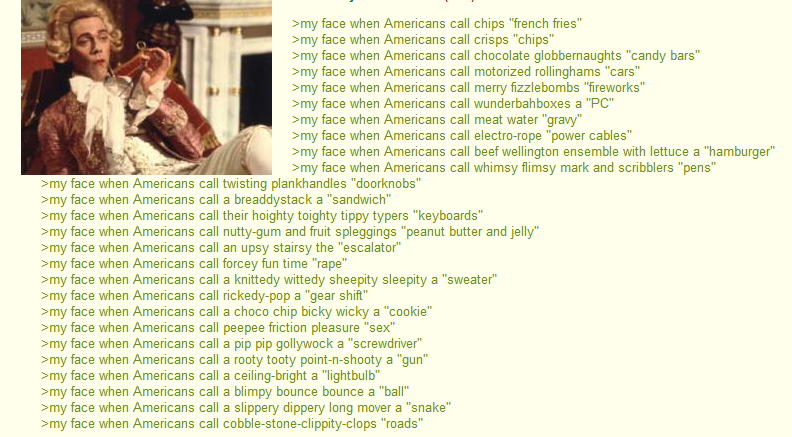 >my face when Americans call chips "french fries"
>my face when Americans call crisps "chips"
>my face when Americans call chocolate globbernaughts "candy bars"
>my face when Americans call motorized rollinghams "cars"
>my face when Americans call merry fizzlebombs "fireworks"
>my face when Americans call wunderbahboxes a "PC"
>my face when Americans call meat water "gravy"
>my face when Americans call electro-rope "power cables"
>my face when Americans call beef wellington ensemble with lettuce a "hamburger"
>my face when Americans call whimsy flimsy mark and scribblers "pens"
>my face when Americans call twisting plankhandles "doorknobs"
>my face when Americans call a breaddystack a "sandwich"
>my face when Americans call their hoighty toighty tippy typers "keyboards"
>my face when Americans call nutty-gum and fruit spleggings "peanut butter and jelly"
>my face when Americans call an upsy stairsy the "escalator"
>my face when Americans call forcey fun time "rape"
>my face when Americans call a knittedy wittedy sheepity sleepity a "sweater"
>my face when Americans call rickedy-pop a "gear shift"
>my face when Americans call a choco chip bicky wicky a "cookie"
>my face when Americans call peepee friction pleasure "sex"
>my face when Americans call a pip pip gollywock a "screwdriver"
>my face when Americans call a rooty tooty point-n-shooty a "gun"
>my face when Americans call a ceiling-bright a "lightbulb"
>my face when Americans call a blimpy bounce bounce a "ball"
>my face when Americans call a slippery dippery long mover a "snake"
>my face when Americans call cobble-stone-clippity-clops "roads"